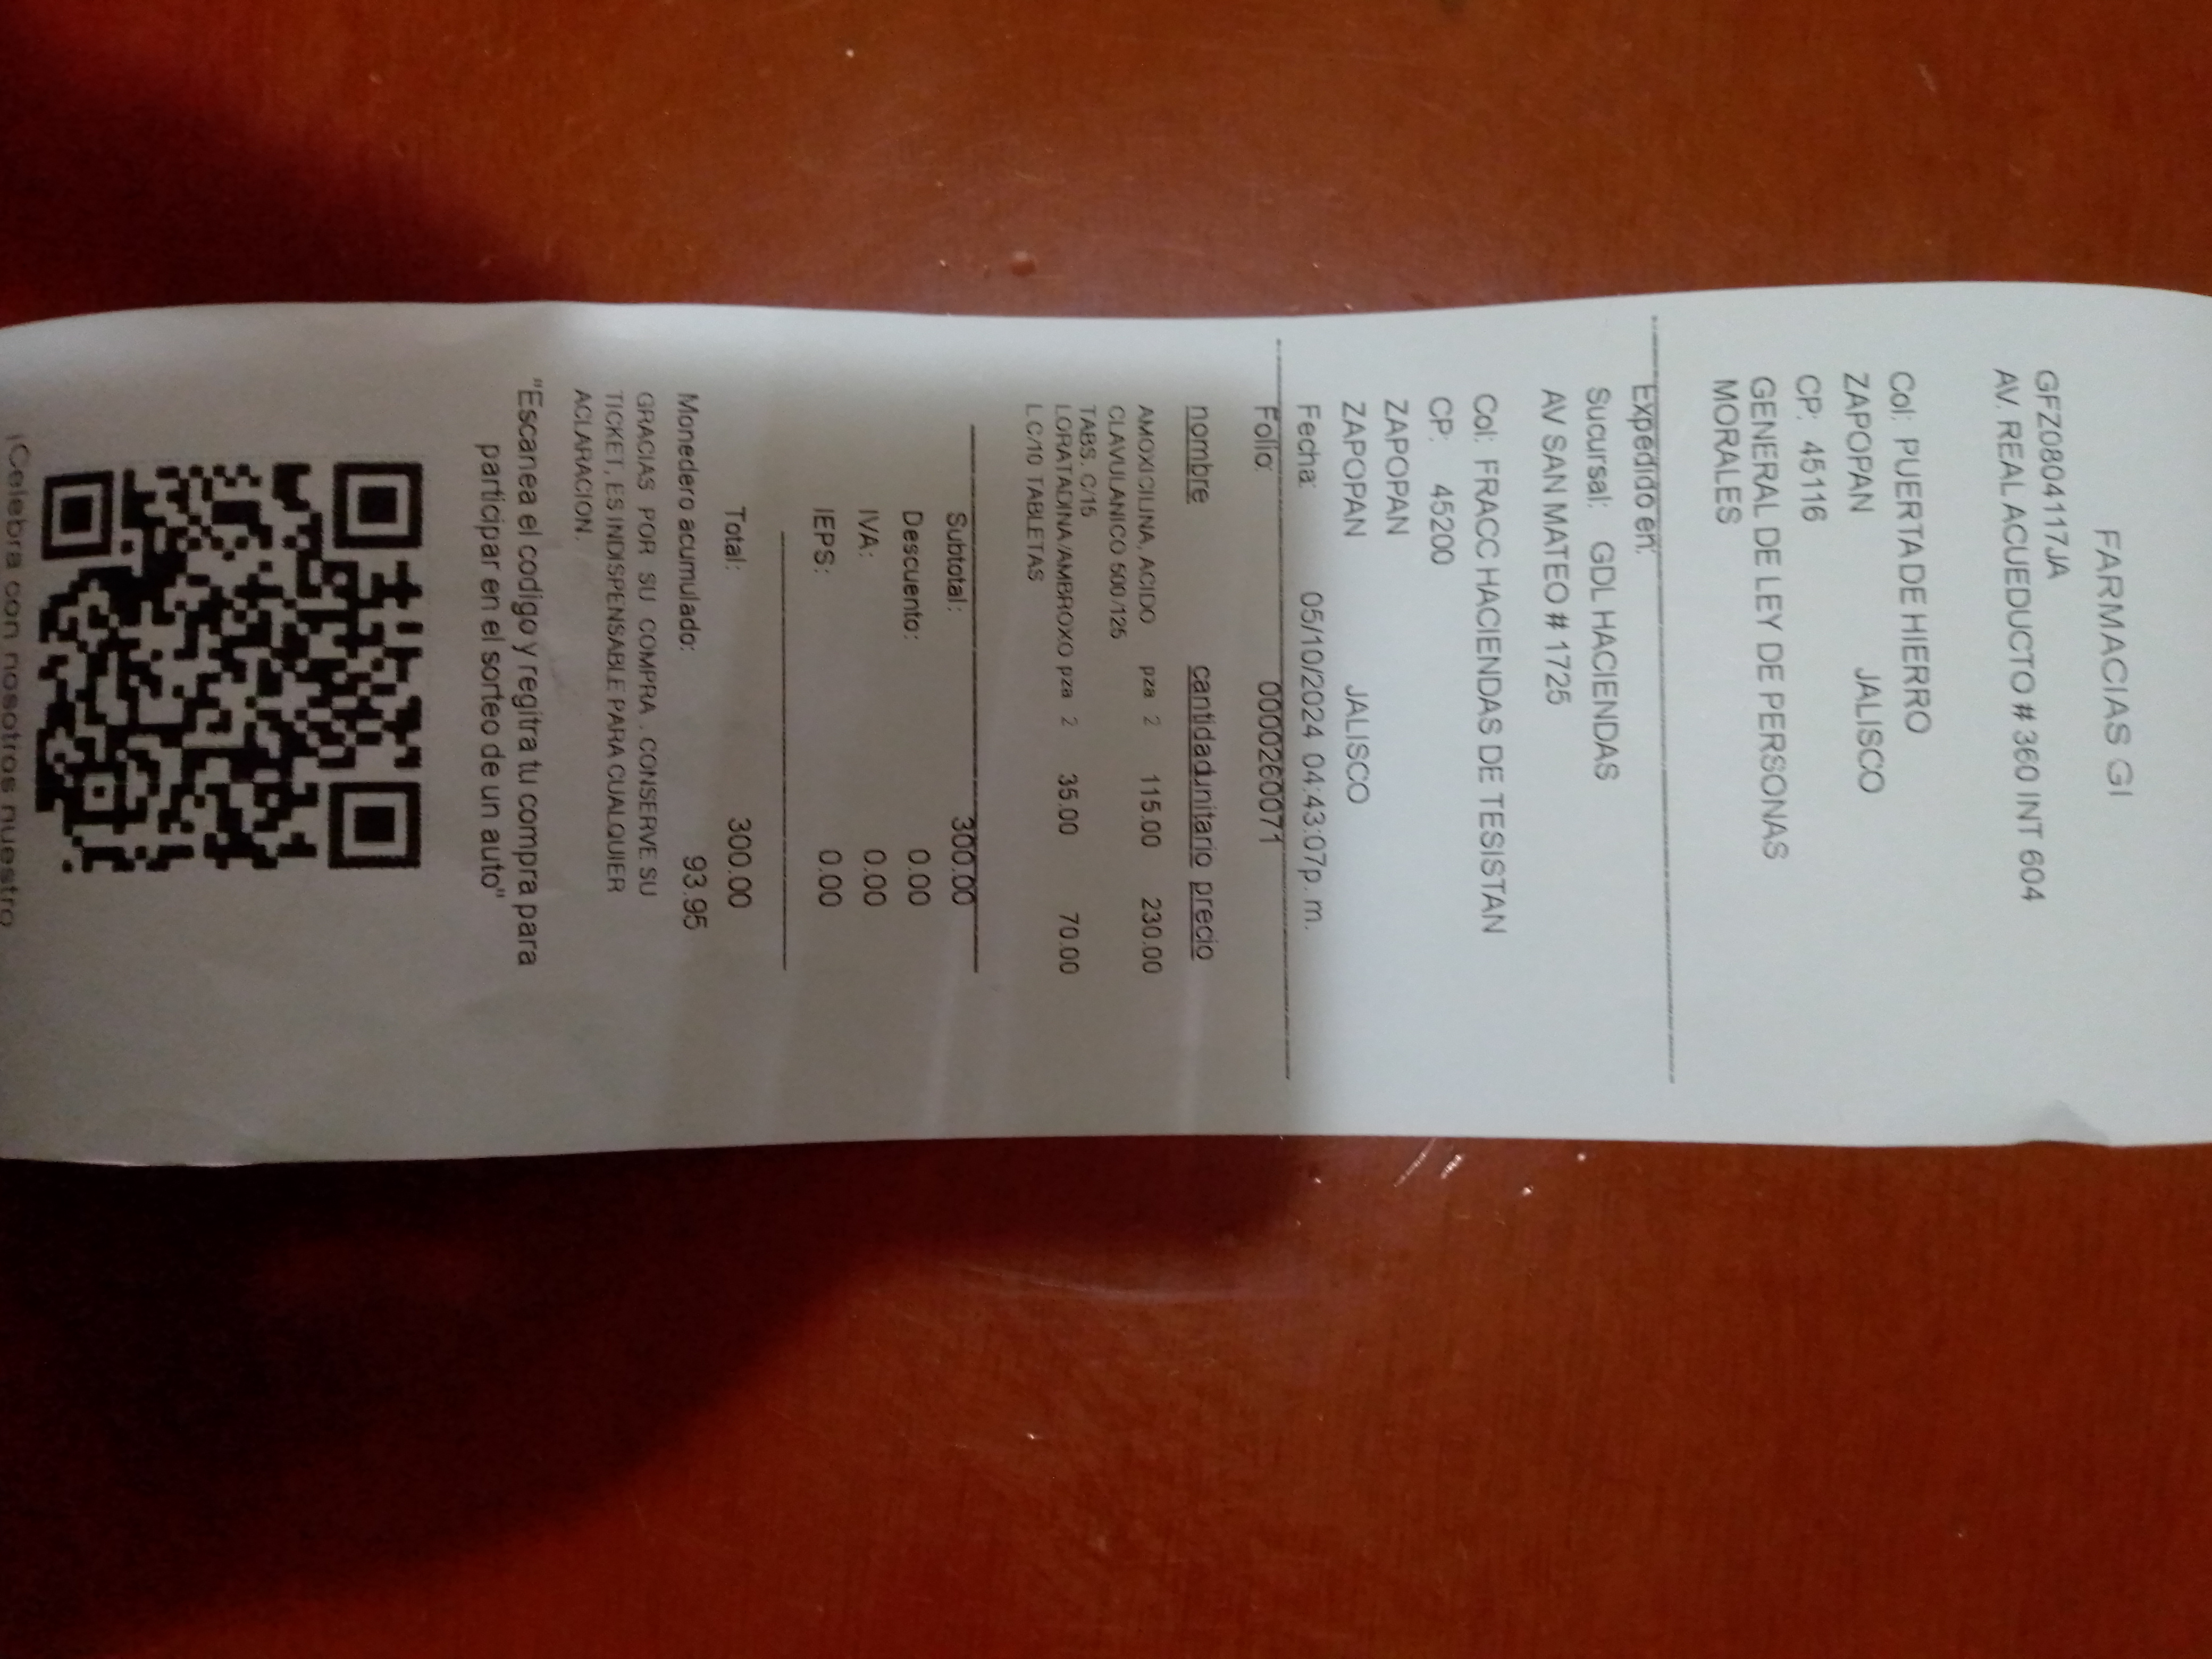 FARMACIAS GI
GFZ0804117JA
AV. REAL ACUEDUCTO # 360 INT 604
Col: PUERTA DE HIERRO
ZAPOPAN JALISCO
CP: 45116
GENERAL DE LEY DE PERSONAS
MORALES
Expedido en:
Sucursal: GDL HACIENDAS
AV SAN MATEO # 1725
Col: FRACC HACIENDAS DE TESISTAN
CP: 45200
ZAPOPAN
ZAPOPAN JALISCO
Fecha: 05/10/2024 04:43:07p. m.
Folio: 0000260071
nombre cantidad unitario precio
AMOXICILINA, ACIDO pza 2 115.00 230.00
CLAVULANICO 500/125
TABS. C/15
LORATADINA/AMBROXO pza 2 35.00 70.00
L C/10 TABLETAS
Subtotal: 300.00
Descuento: 0.00
IVA: 0.00
IEPS: 0.00
Total: 300.00
Monedero acumulado: 93.95
GRACIAS POR SU COMPRA , CONSERVE SU
TICKET, ES INDISPENSABLE PARA CUALQUIER
ACLARACION.
"Escanea el codigo y regitra tu compra para
participar en el sorteo de un auto"
¡Celebra con nosotros nuestro